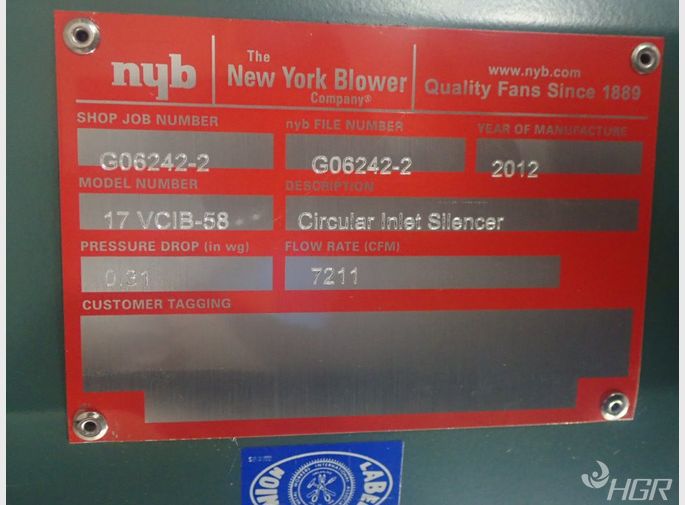 nyb
The
New York Blower
Company®
www.nyb.com
Quality Fans Since 1889
SHOP JOB NUMBER
nyb FILE NUMBER
YEAR OF MANUFACTURE
G06242-2
G06242-2
2012
MODEL NUMBER
DESCRIPTION
17 VCIB-58
Circular Inlet Silencer
PRESSURE DROP (in wg)
FLOW RATE (CFM)
0.31
7211
CUSTOMER TAGGING
UNION
LABEL
HGR